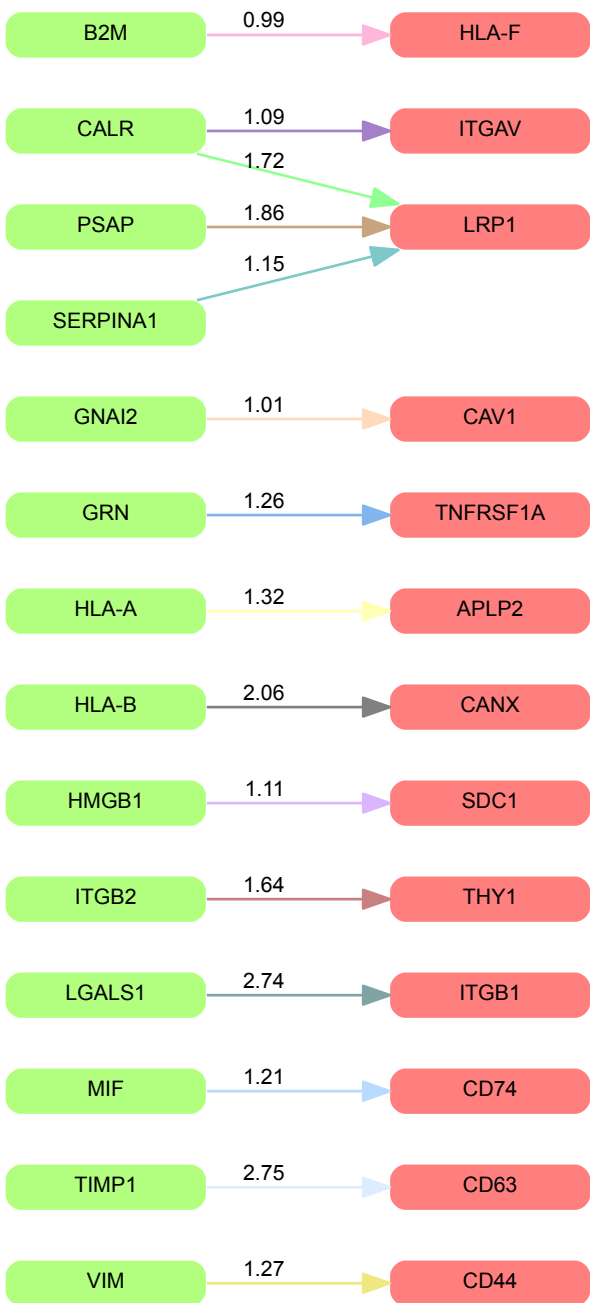 B2M 0.99 HLA-F
CALR 1.09 ITGAV
1.72
PSAP 1.86 LRP1
1.15
SERPINA1
GNAI2 1.01 CAV1
GRN 1.26 TNFRSF1A
HLA-A 1.32 APLP2
HLA-B 2.06 CANX
HMGB1 1.11 SDC1
ITGB2 1.64 THY1
LGALS1 2.74 ITGB1
MIF 1.21 CD74
TIMP1 2.75 CD63
VIM 1.27 CD44